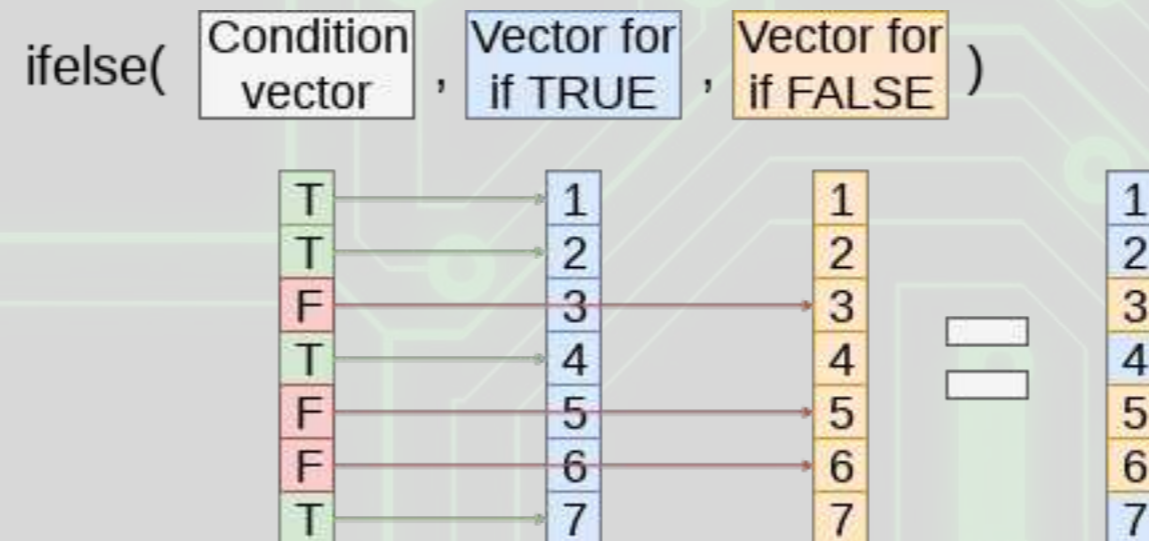 ifelse( Condition vector , Vector for if TRUE , Vector for if FALSE )
T 1 1 1
T 2 2 2
F 3 3 3
T 4 4 4
F 5 5 5
F 6 6 6
T 7 7 7